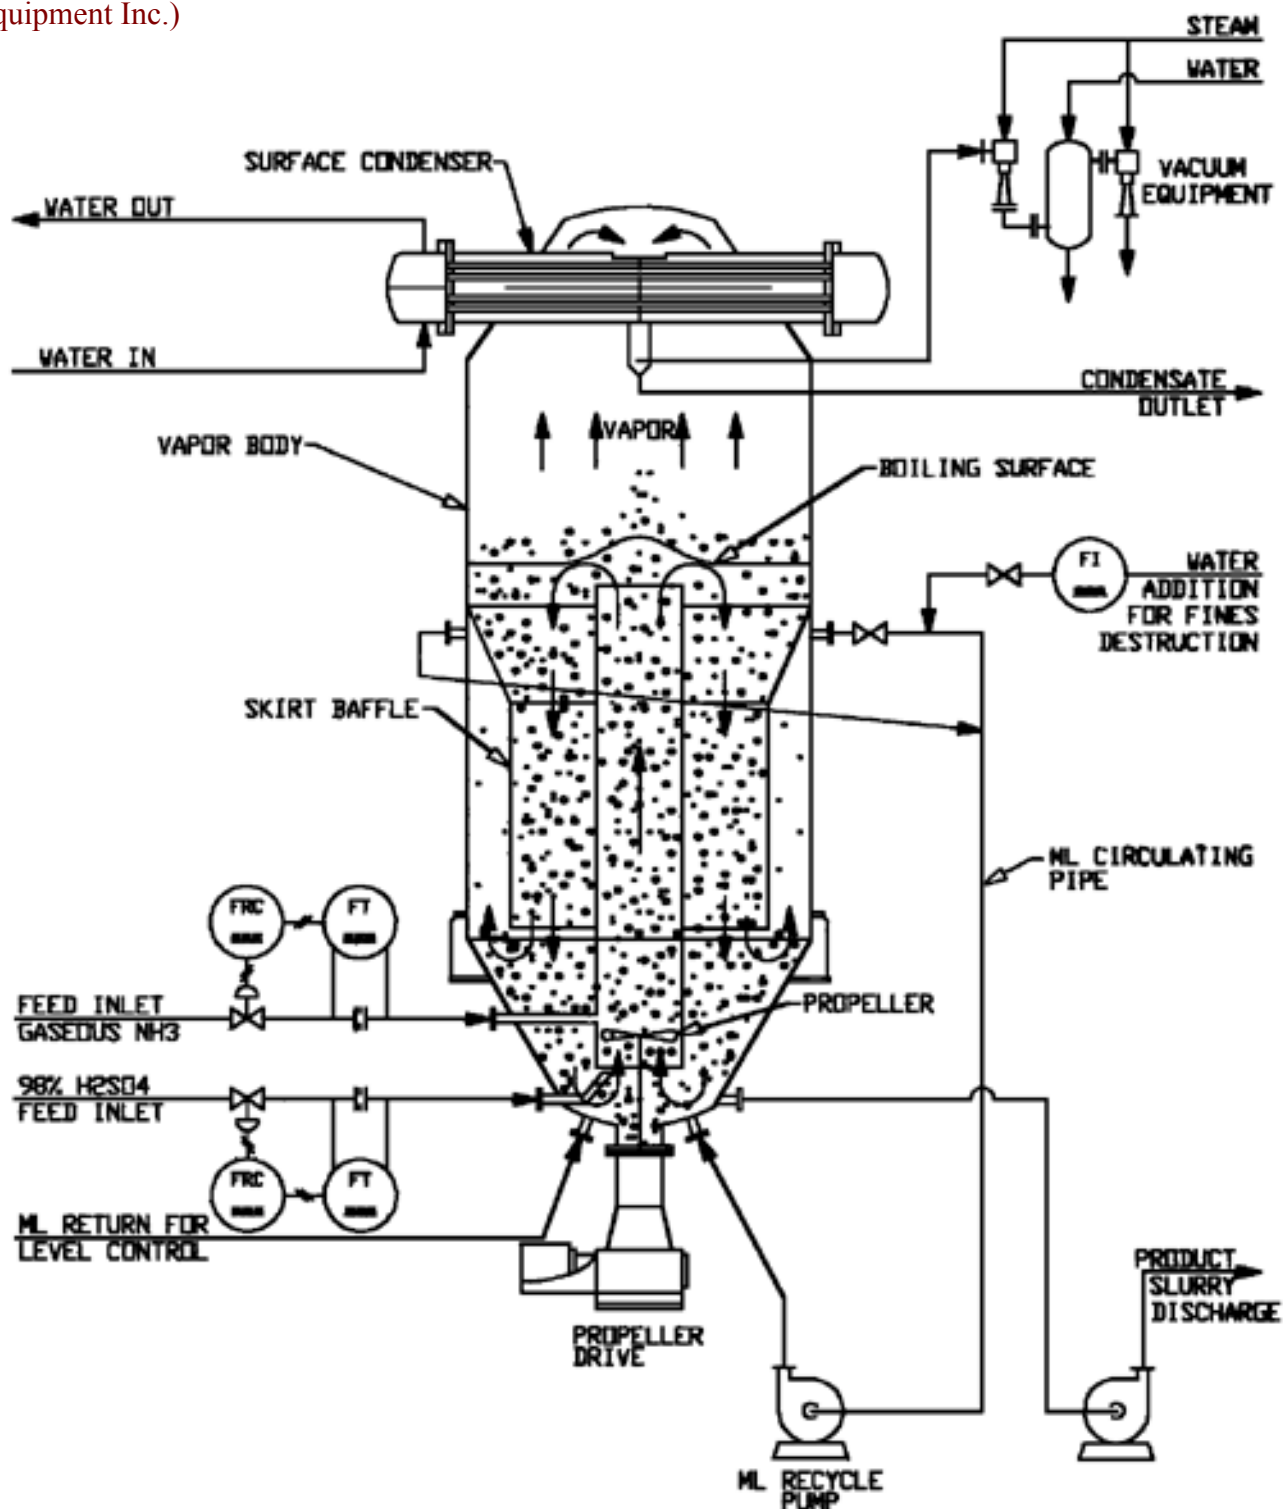 quipment Inc.)
STEAM
WATER
SURFACE CONDENSER
VACUUM
EQUIPMENT
WATER OUT
WATER IN
CONDENSATE
OUTLET
VAPOR
VAPOR BODY
BOILING SURFACE
FI
WATER
ADDITION
FOR FINES
DESTRUCTION
SKIRT BAFFLE
ML CIRCULATING
PIPE
FRC
FT
FEED INLET
GASEOUS NH3
PROPELLER
98% H2SO4
FEED INLET
FRC
FT
ML RETURN FOR
LEVEL CONTROL
PRODUCT
SLURRY
DISCHARGE
PROPELLER
DRIVE
ML RECYCLE
PUMP